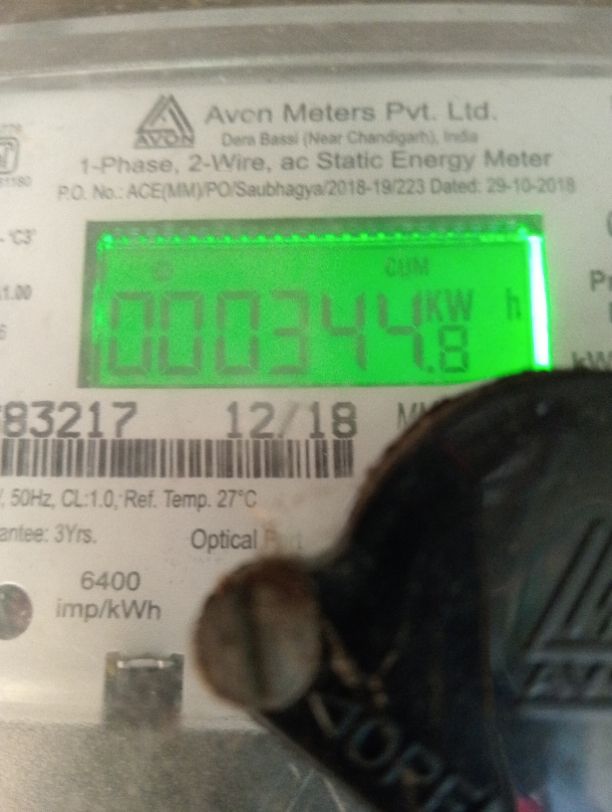 AVON
Avon Meters Pvt. Ltd.
Dera Bassi (Near Chandigarh), India
1-Phase, 2-Wire, ac Static Energy Meter
P.O. No.: ACE(MM)/PO/Saubhagya/2018-19/223 Dated: 29-10-2018
CUM
000344.8 KW h
83217 12/18
50Hz, CL:1.0, Ref. Temp. 27°C
3Yrs.
Optical
6400
imp/kWh